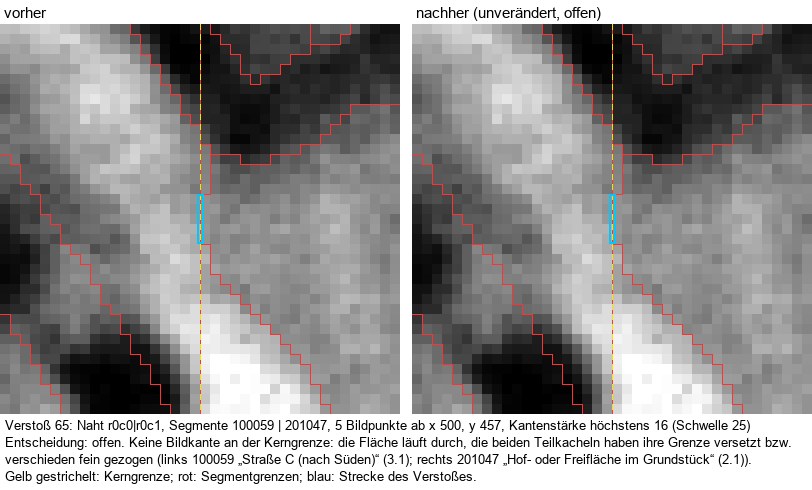 vorher
nachher (unverändert, offen)
Verstoß 65: Naht r0c0|r0c1, Segmente 100059 | 201047, 5 Bildpunkte ab x 500, y 457, Kantenstärke höchstens 16 (Schwelle 25)
Entscheidung: offen. Keine Bildkante an der Kerngrenze: die Fläche läuft durch, die beiden Teilkacheln haben ihre Grenze versetzt bzw.
verschieden fein gezogen (links 100059 „Straße C (nach Süden)“ (3.1); rechts 201047 „Hof- oder Freifläche im Grundstück“ (2.1)).
Gelb gestrichelt: Kerngrenze; rot: Segmentgrenzen; blau: Strecke des Verstoßes.